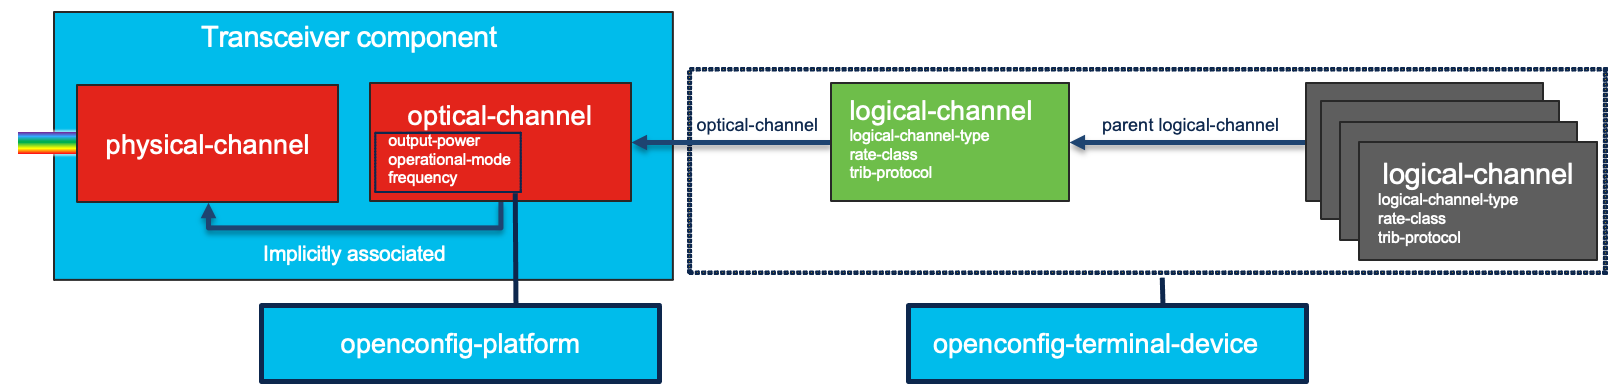 Transceiver component
physical-channel
optical-channel
output-power
operational-mode
frequency
Implicitly associated
optical-channel
logical-channel
logical-channel-type
rate-class
trib-protocol
parent logical-channel
logical-channel
logical-channel-type
rate-class
trib-protocol
openconfig-platform
openconfig-terminal-device